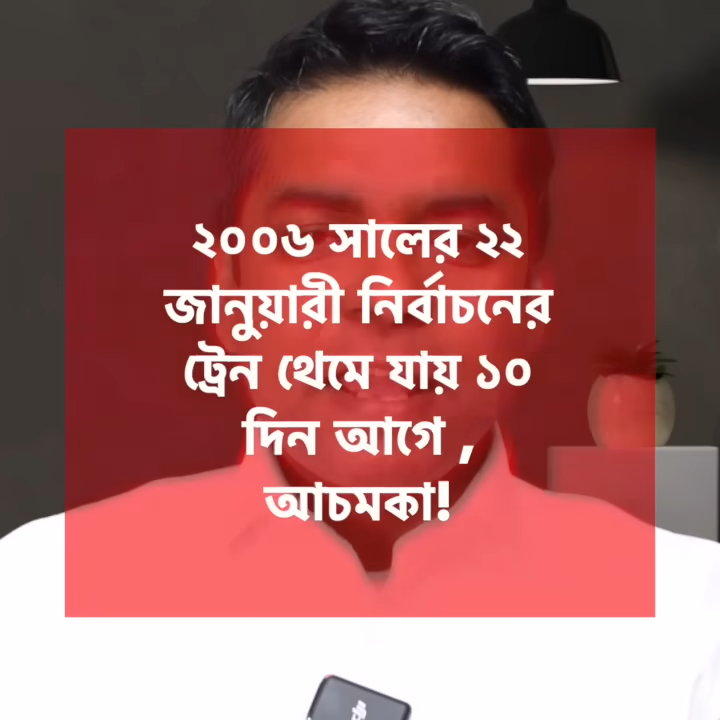 ২০০৬ সালের ২২
জানুয়ারী নির্বাচনের
ট্রেন থেমে যায় ১০
দিন আগে ,
আচমকা!